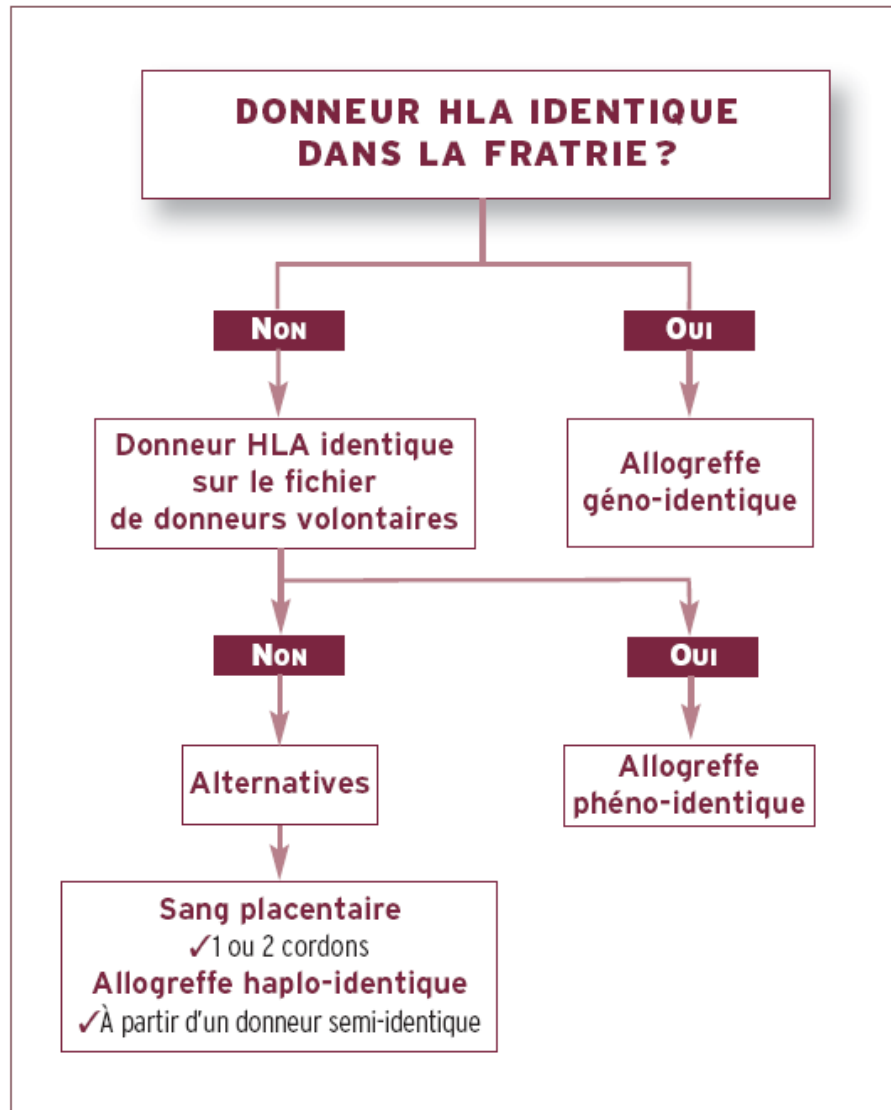 DONNEUR HLA IDENTIQUE
DANS LA FRATRIE ?
NON
OUI
Donneur HLA identique
sur le fichier
de donneurs volontaires
Allogreffe
géno-identique
NON
OUI
Alternatives
Allogreffe
phéno-identique
Sang placentaire
✓1 ou 2 cordons
Allogreffe haplo-identique
✓À partir d'un donneur semi-identique